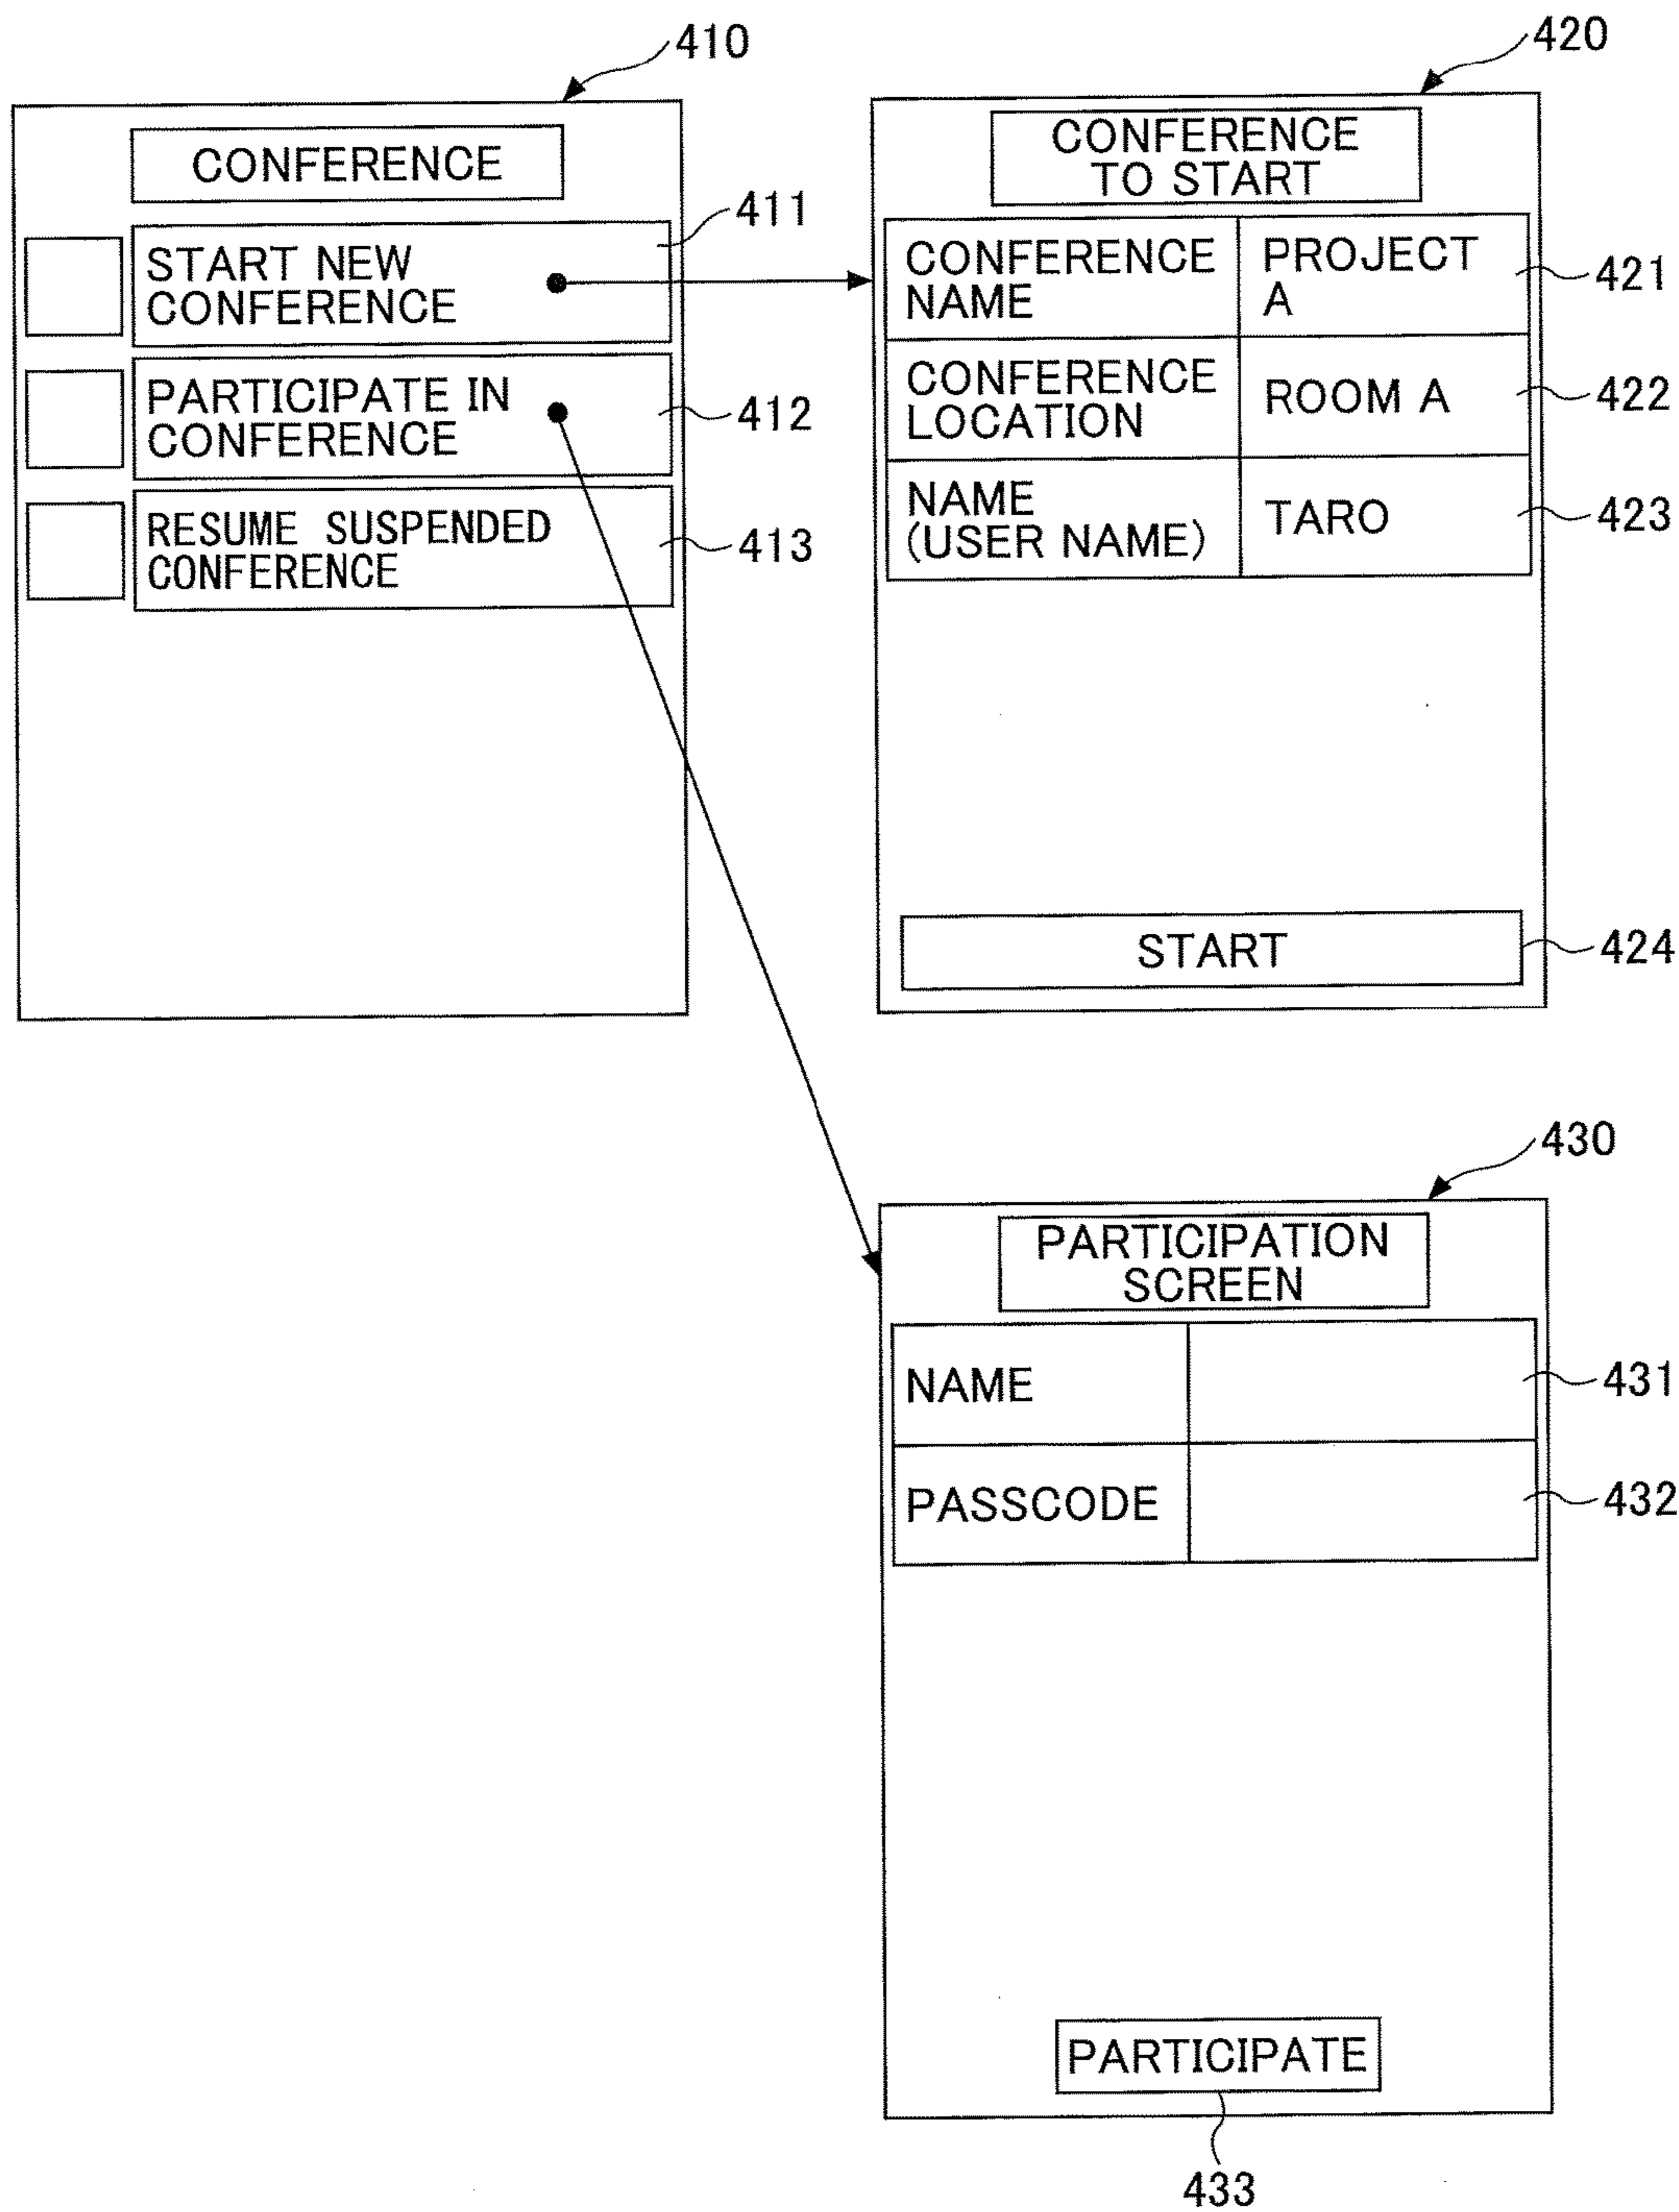 410
CONFERENCE
START NEW
CONFERENCE
411
PARTICIPATE IN
CONFERENCE
412
RESUME SUSPENDED
CONFERENCE
413
420
CONFERENCE
TO START
CONFERENCE
NAME
PROJECT
A
421
CONFERENCE
LOCATION
ROOM A
422
NAME
(USER NAME)
TARO
423
START
424
430
PARTICIPATION
SCREEN
NAME
431
PASSCODE
432
PARTICIPATE
433